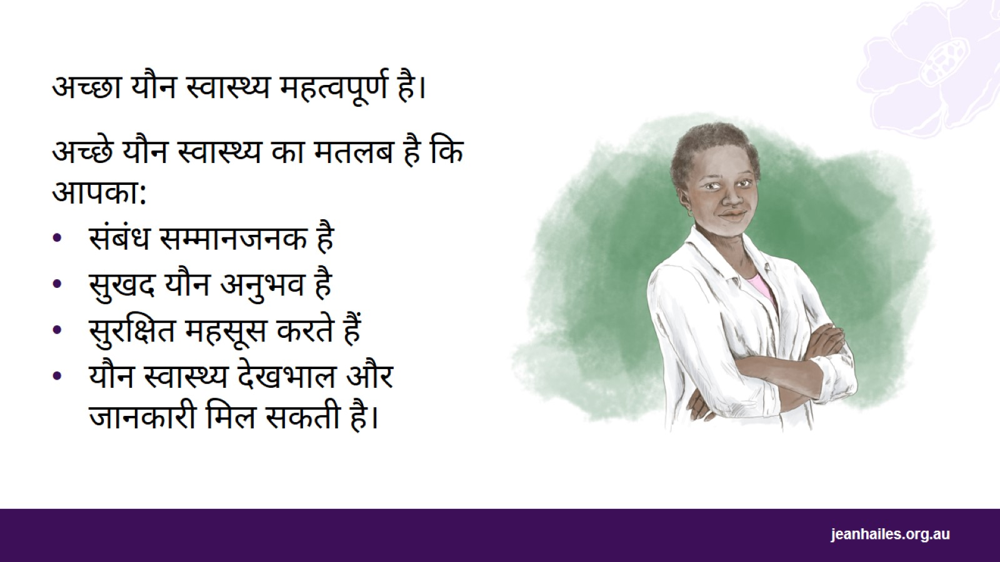 अच्छा यौन स्वास्थ्य महत्वपूर्ण है।
अच्छे यौन स्वास्थ्य का मतलब है कि
आपका:
• संबंध सम्मानजनक है
• सुखद यौन अनुभव है
• सुरक्षित महसूस करते हैं
• यौन स्वास्थ्य देखभाल और
जानकारी मिल सकती है।
jeanhailes.org.au